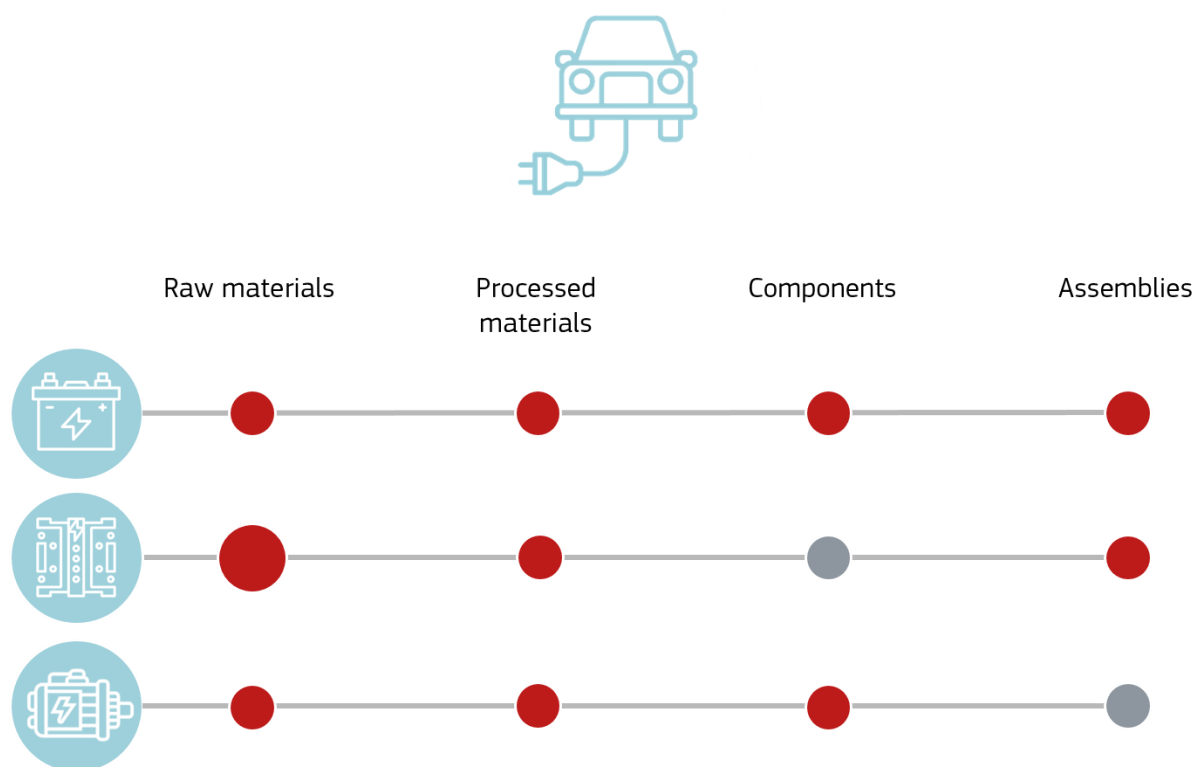 Raw materials
Processed
materials
Components
Assemblies